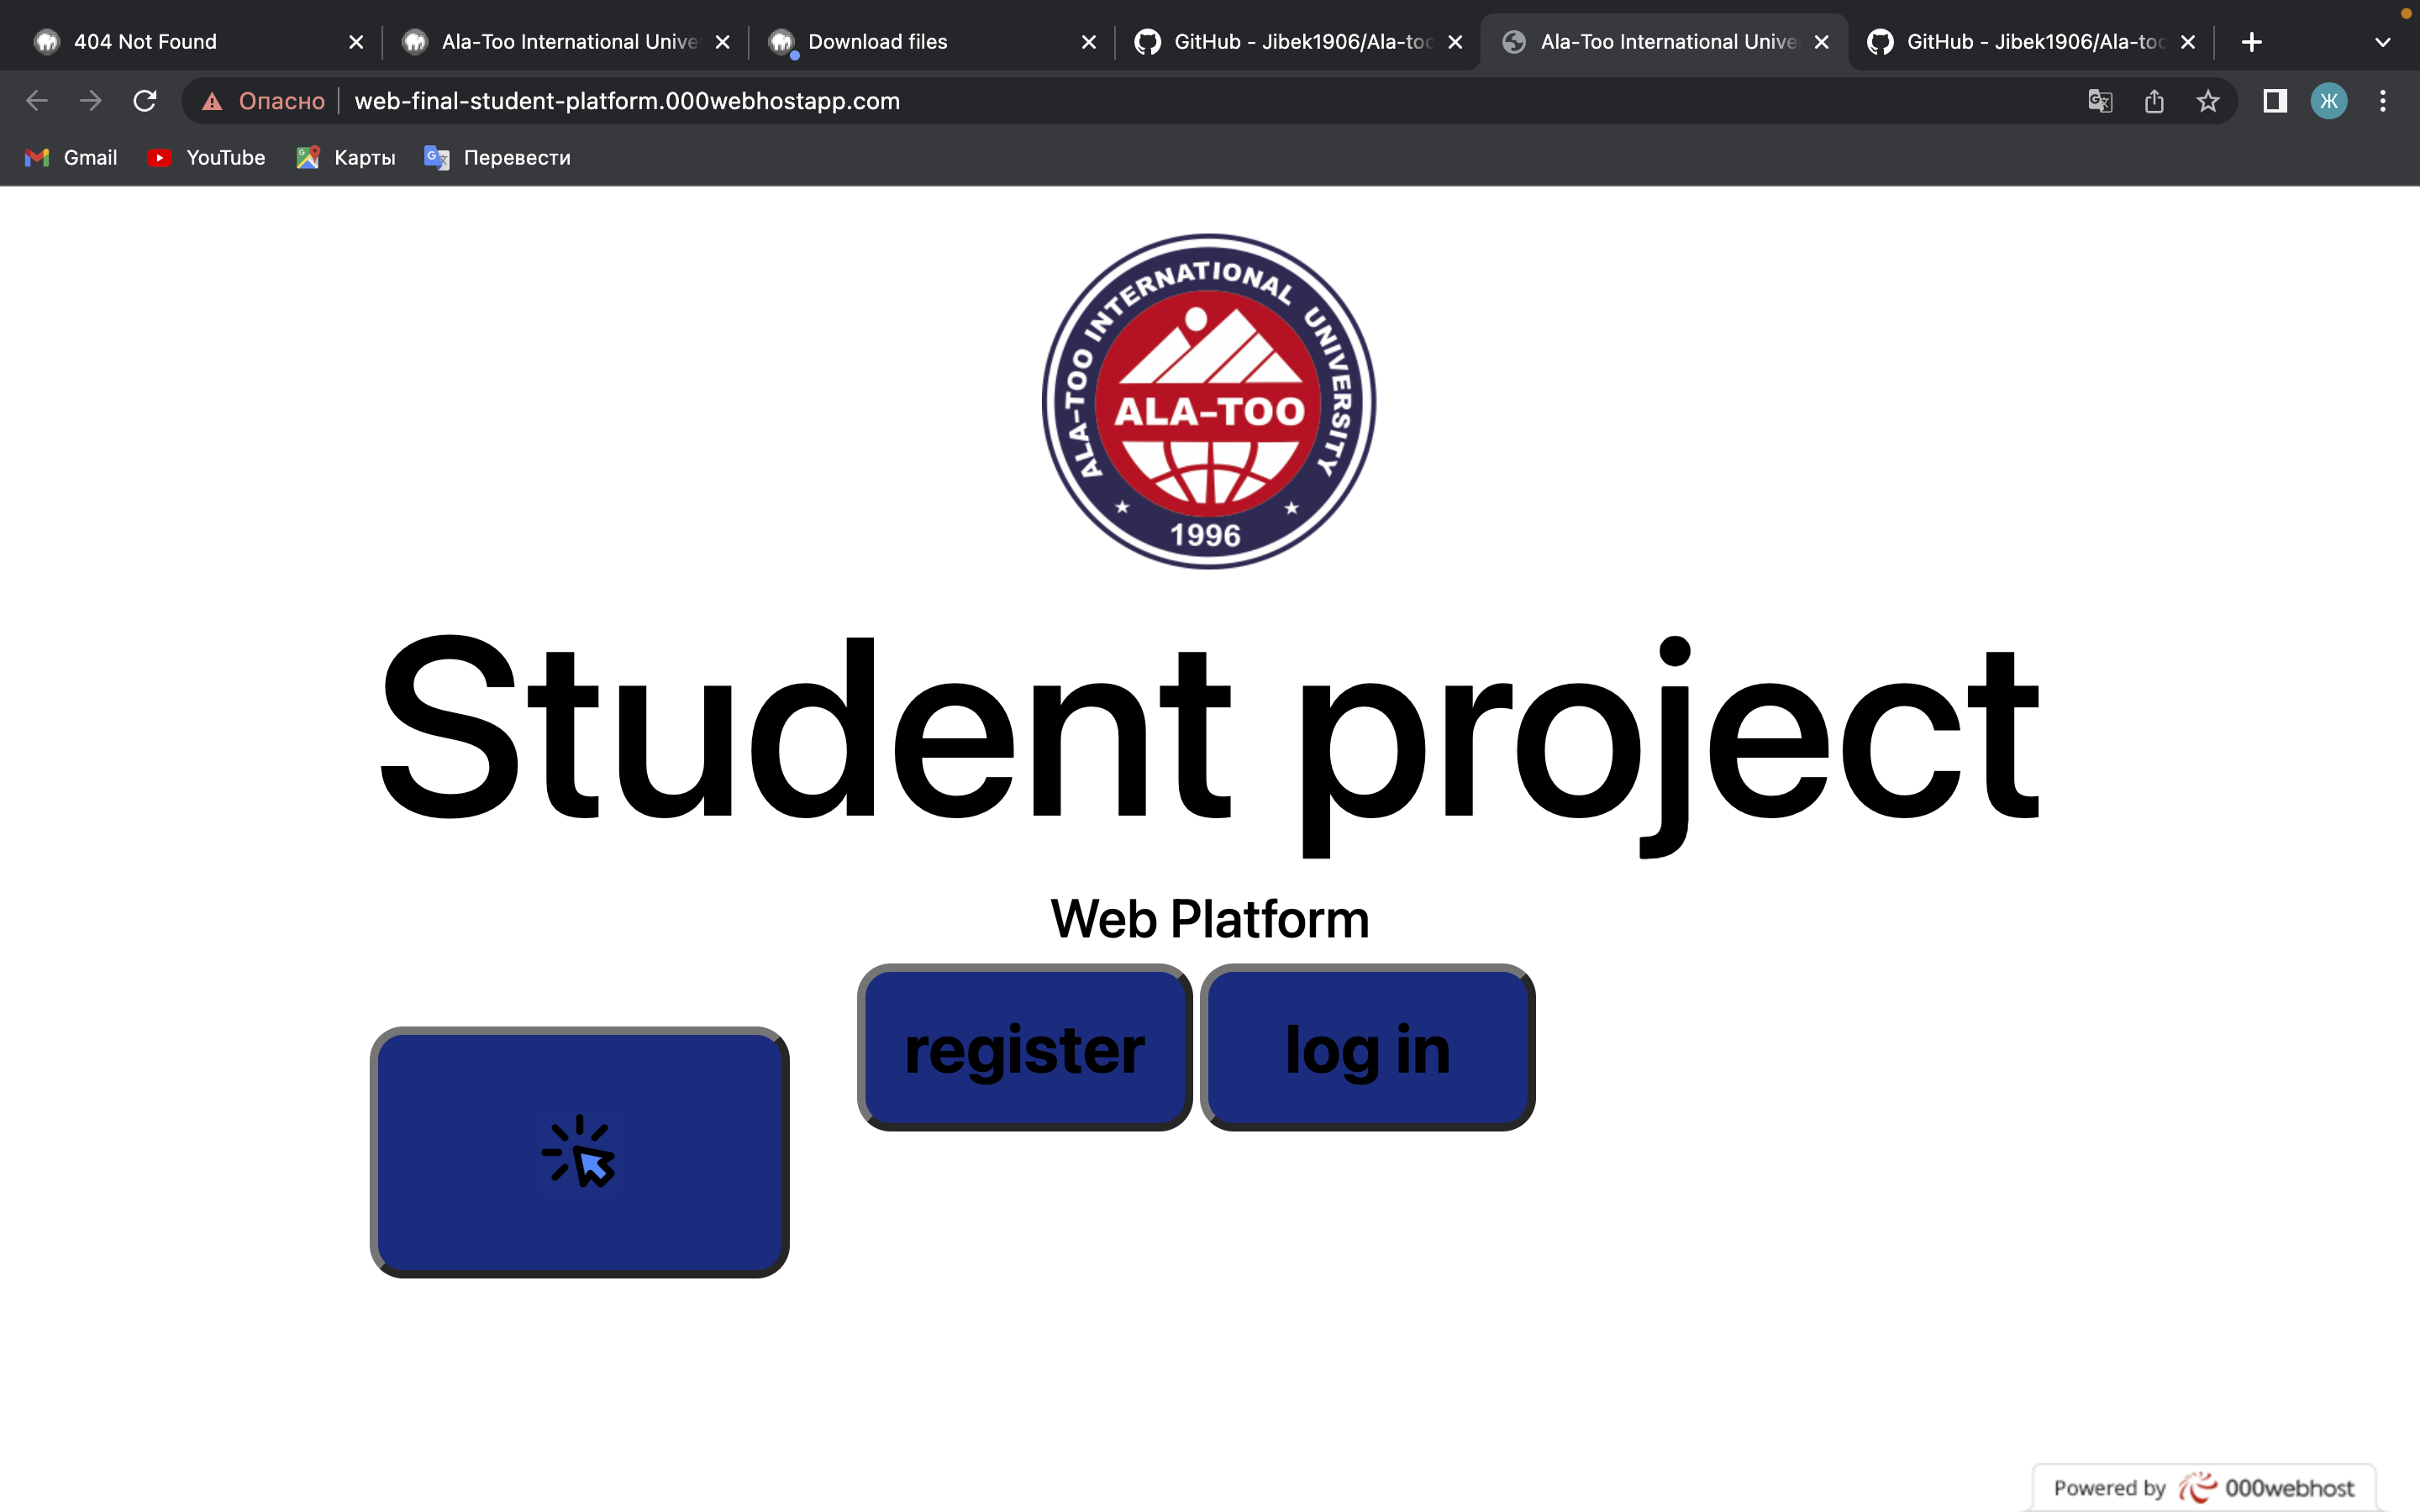 404 Not Found
Ala-Too International Unive
Download files
GitHub - Jibek1906/Ala-too
Ala-Too International Unive
GitHub - Jibek1906/Ala-too
Опасно
web-final-student-platform.000webhostapp.com
Ж
Gmail
YouTube
Карты
Перевести
ALA-TOO INTERNATIONAL UNIVERSITY
ALA-TOO
1996
Student project
Web Platform
register
log in
Powered by 000webhost